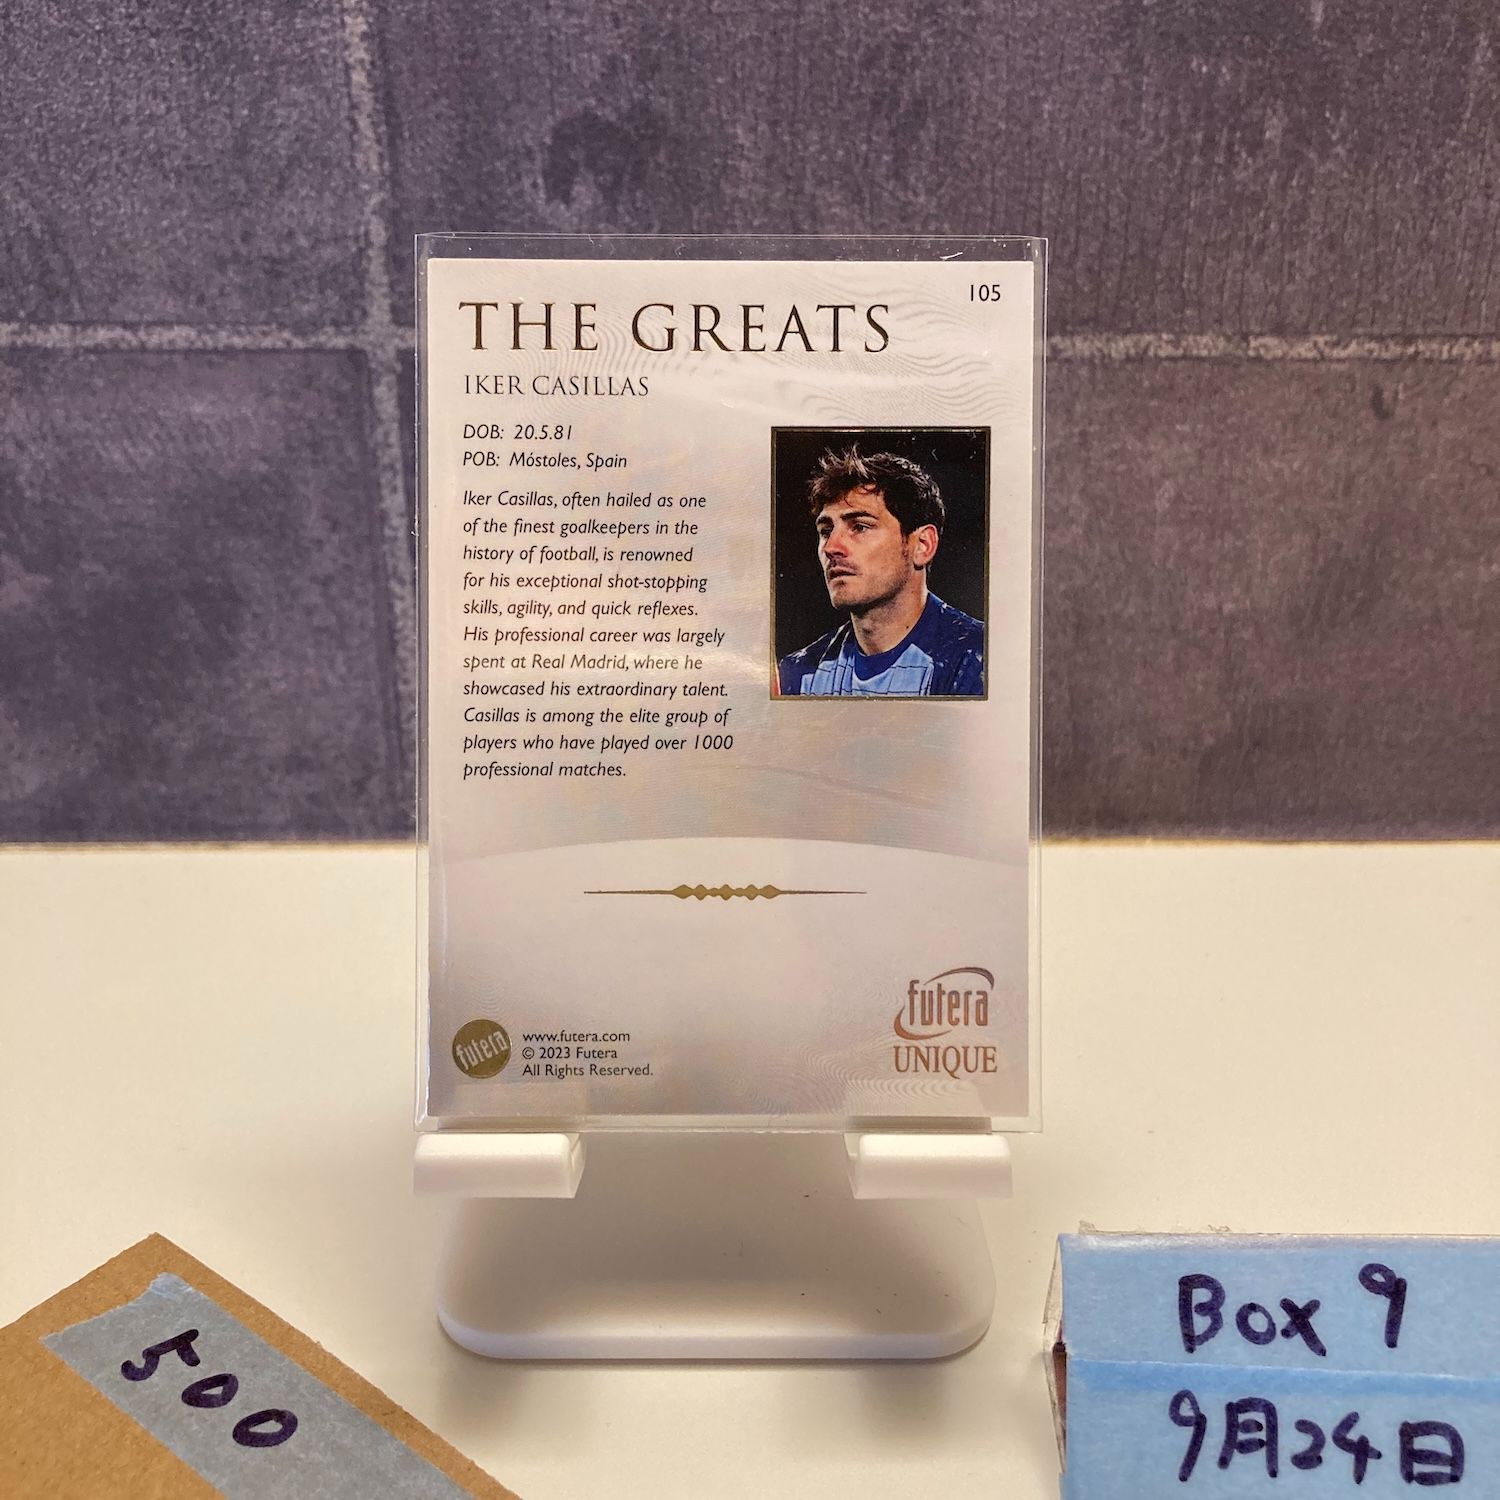 105
THE GREATS
IKER CASILLAS
DOB: 20.5.81
POB: Móstoles, Spain
Iker Casillas, often hailed as one
of the finest goalkeepers in the
history of football, is renowned
for his exceptional shot-stopping
skills, agility, and quick reflexes.
His professional career was largely
spent at Real Madrid, where he
showcased his extraordinary talent.
Casillas is among the elite group of
players who have played over 1000
professional matches.
futera
UNIQUE
futera
www.futera.com
© 2023 Futera
All Rights Reserved.
500
Box 9
9月24日